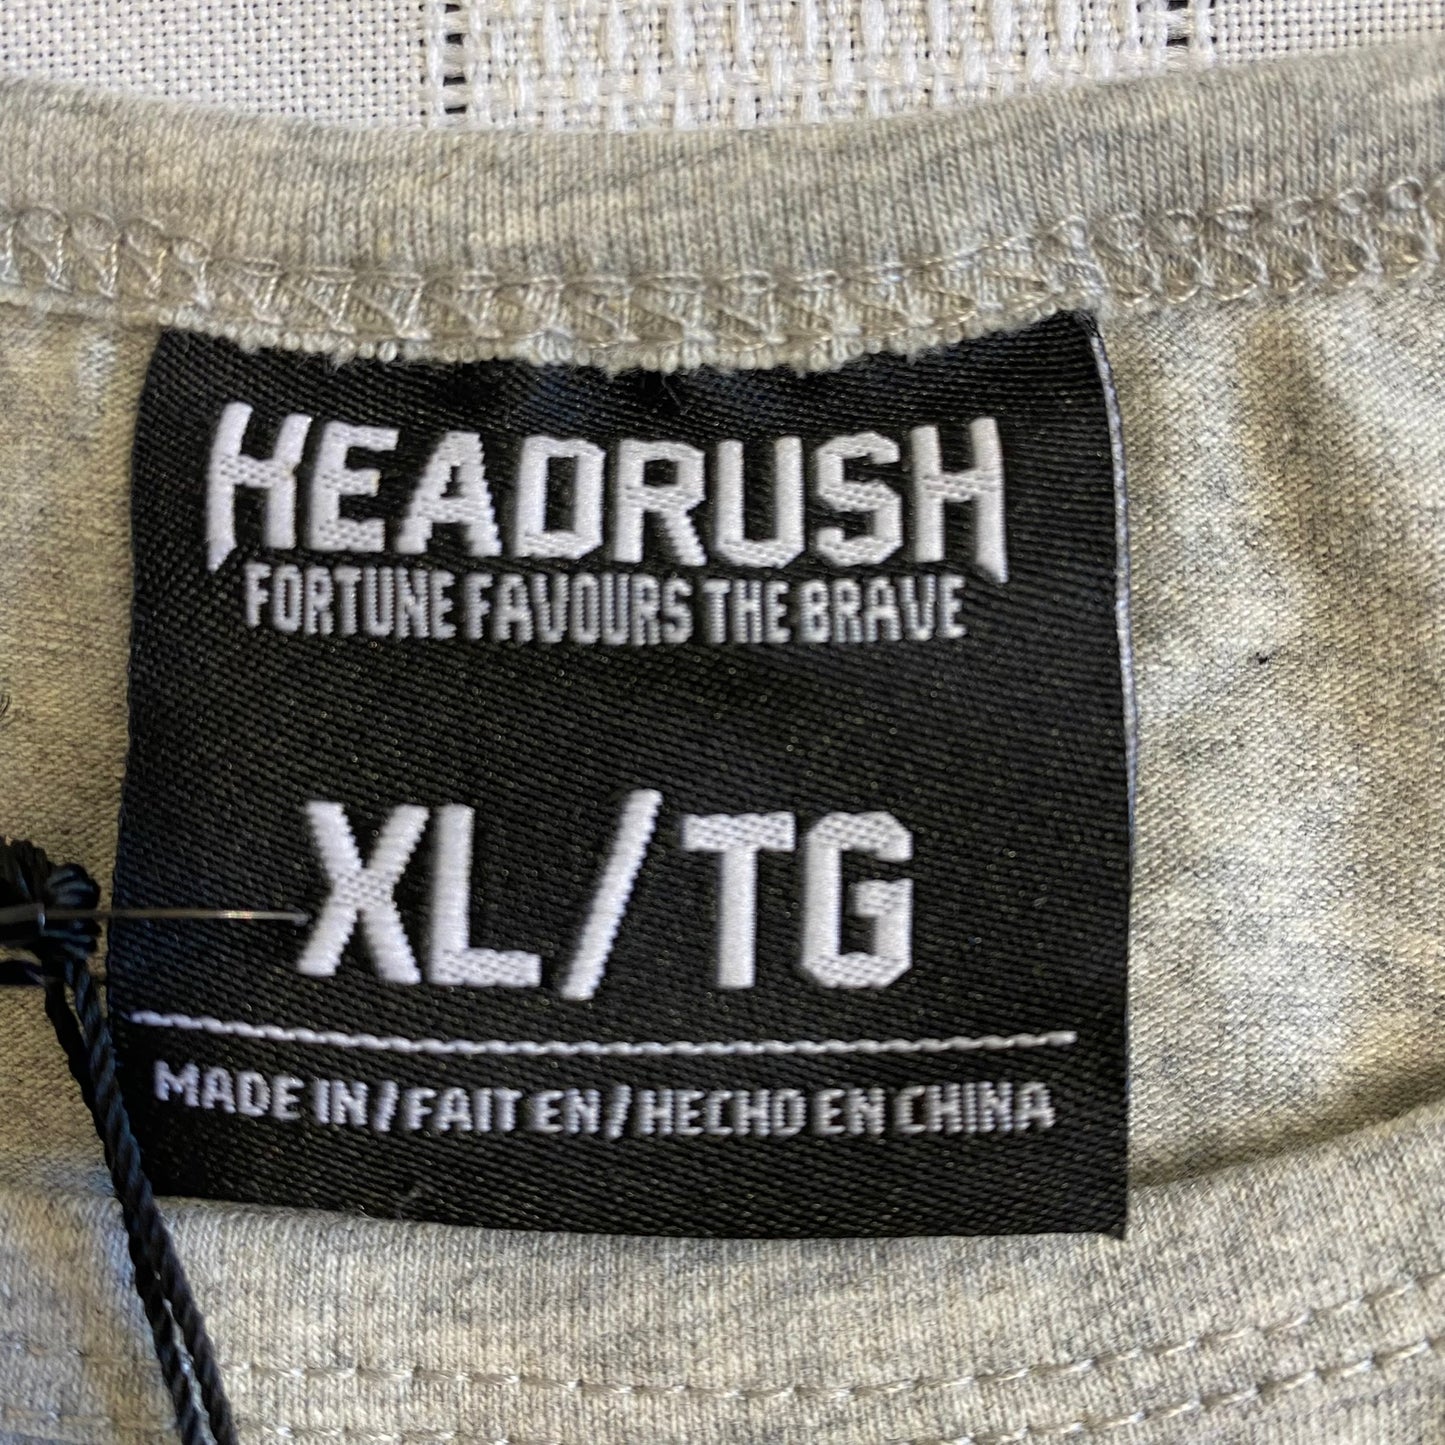 HEADRUSH
FORTUNE FAVOURS THE BRAVE
XL/TG
MADE IN/FAIT EN/HECHO EN CHINA